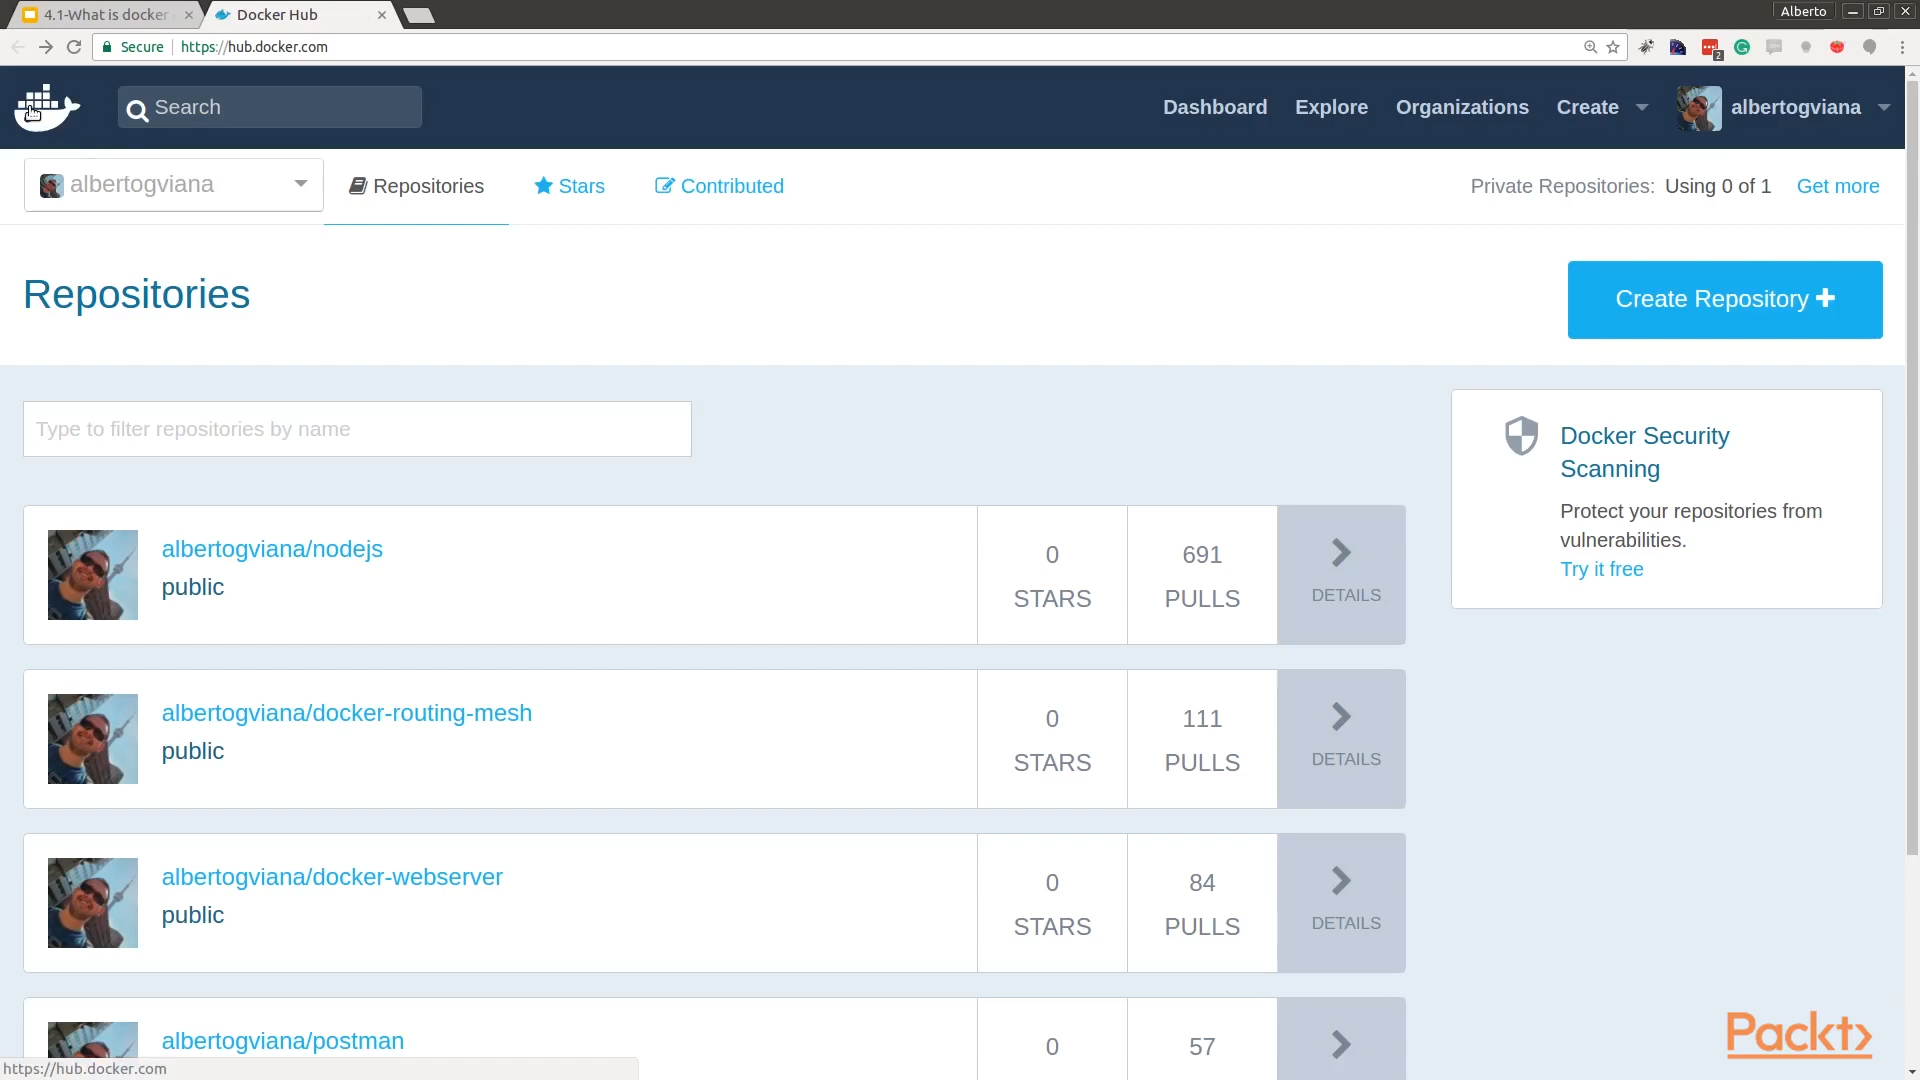 4.1-What is docker
Docker Hub
Alberto
Secure
https://hub.docker.com
2
Search
Dashboard
Explore
Organizations
Create
albertogviana
albertogviana
Repositories
Stars
Contributed
Private Repositories: Using 0 of 1
Get more
Repositories
Create Repository
Type to filter repositories by name
Docker Security
Scanning
Protect your repositories from
vulnerabilities.
Try it free
albertogviana/nodejs
public
0
STARS
691
PULLS
DETAILS
albertogviana/docker-routing-mesh
public
0
STARS
111
PULLS
DETAILS
albertogviana/docker-webserver
public
0
STARS
84
PULLS
DETAILS
albertogviana/postman
0
57
https://hub.docker.com
Packt